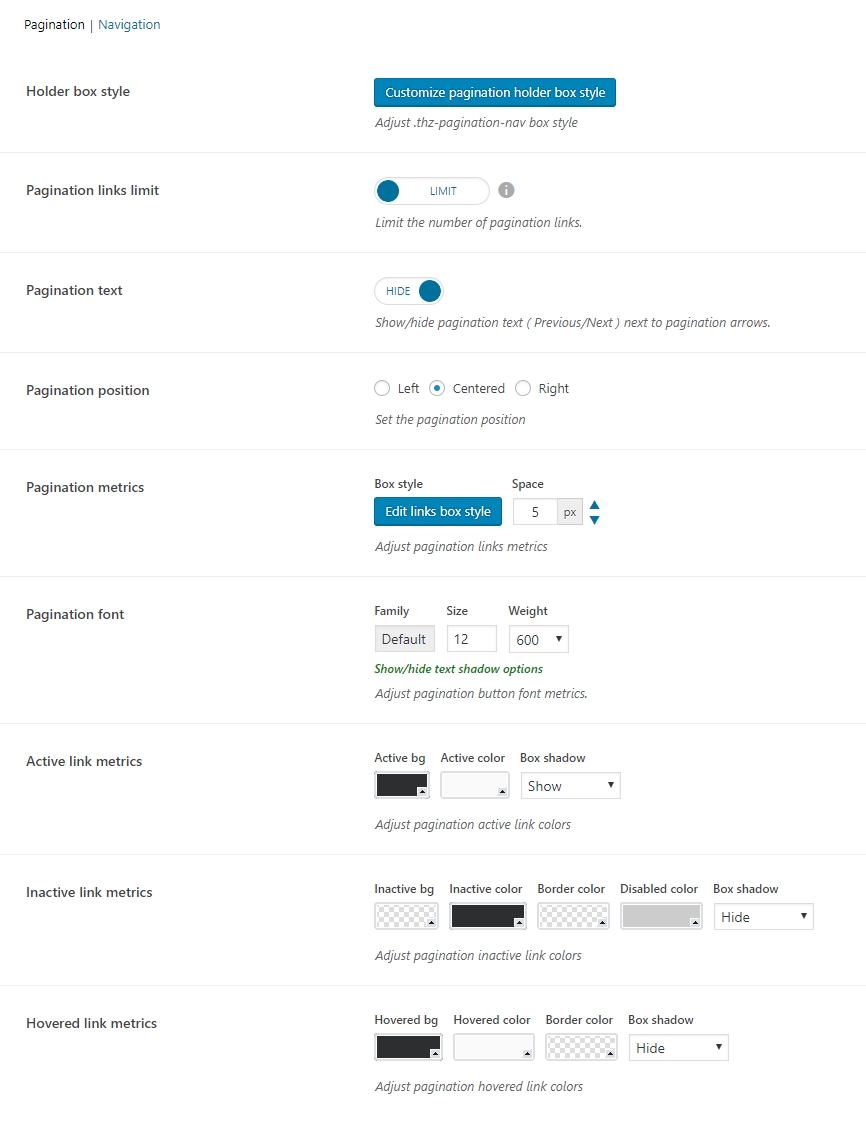 Pagination | Navigation
Holder box style
Customize pagination holder box style
Adjust .thz-pagination-nav box style
Pagination links limit
LIMIT
i
Limit the number of pagination links.
Pagination text
HIDE
Show/hide pagination text ( Previous/Next ) next to pagination arrows.
Pagination position
Left Centered Right
Set the pagination position
Pagination metrics
Box style Space
Edit links box style 5 px
Adjust pagination links metrics
Pagination font
Family Size Weight
Default 12 600
Show/hide text shadow options
Adjust pagination button font metrics.
Active link metrics
Active bg Active color Box shadow
Show
Adjust pagination active link colors
Inactive link metrics
Inactive bg Inactive color Border color Disabled color Box shadow
Hide
Adjust pagination inactive link colors
Hovered link metrics
Hovered bg Hovered color Border color Box shadow
Hide
Adjust pagination hovered link colors